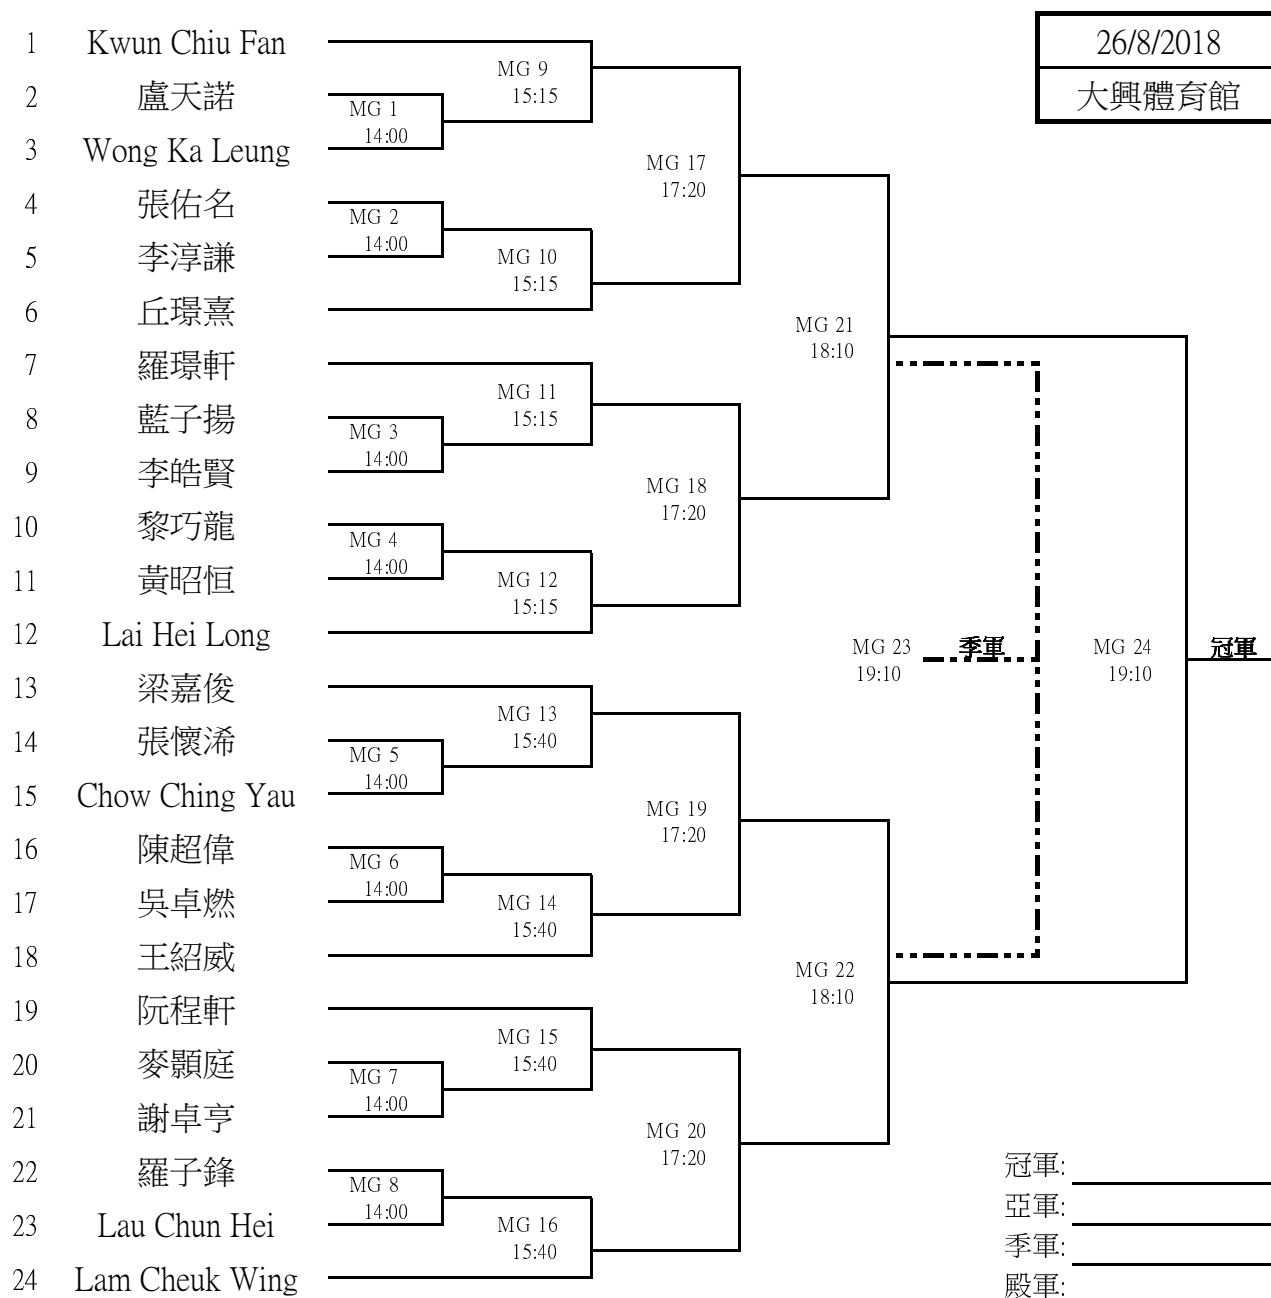 26/8/2018
大興體育館
1 Kwun Chiu Fan
MG 9
15:15
2 盧天諾
MG 1
14:00
3 Wong Ka Leung
MG 17
17:20
4 張佑名
MG 2
14:00
5 李淳謙
MG 10
15:15
6 丘璟熹
MG 21
18:10
7 羅璟軒
MG 11
15:15
8 藍子揚
MG 3
14:00
9 李皓賢
MG 18
17:20
10 黎巧龍
MG 4
14:00
11 黃昭恒
MG 12
15:15
12 Lai Hei Long
MG 23
19:10
季軍
MG 24
19:10
冠軍
13 梁嘉俊
MG 13
15:40
14 張懷浠
MG 5
14:00
15 Chow Ching Yau
MG 19
17:20
16 陳超偉
MG 6
14:00
17 吳卓燃
MG 14
15:40
18 王紹威
MG 22
18:10
19 阮程軒
MG 15
15:40
20 麥顥庭
MG 7
14:00
21 謝卓亨
MG 20
17:20
22 羅子鋒
MG 8
14:00
23 Lau Chun Hei
MG 16
15:40
24 Lam Cheuk Wing
冠軍:
亞軍:
季軍:
殿軍: